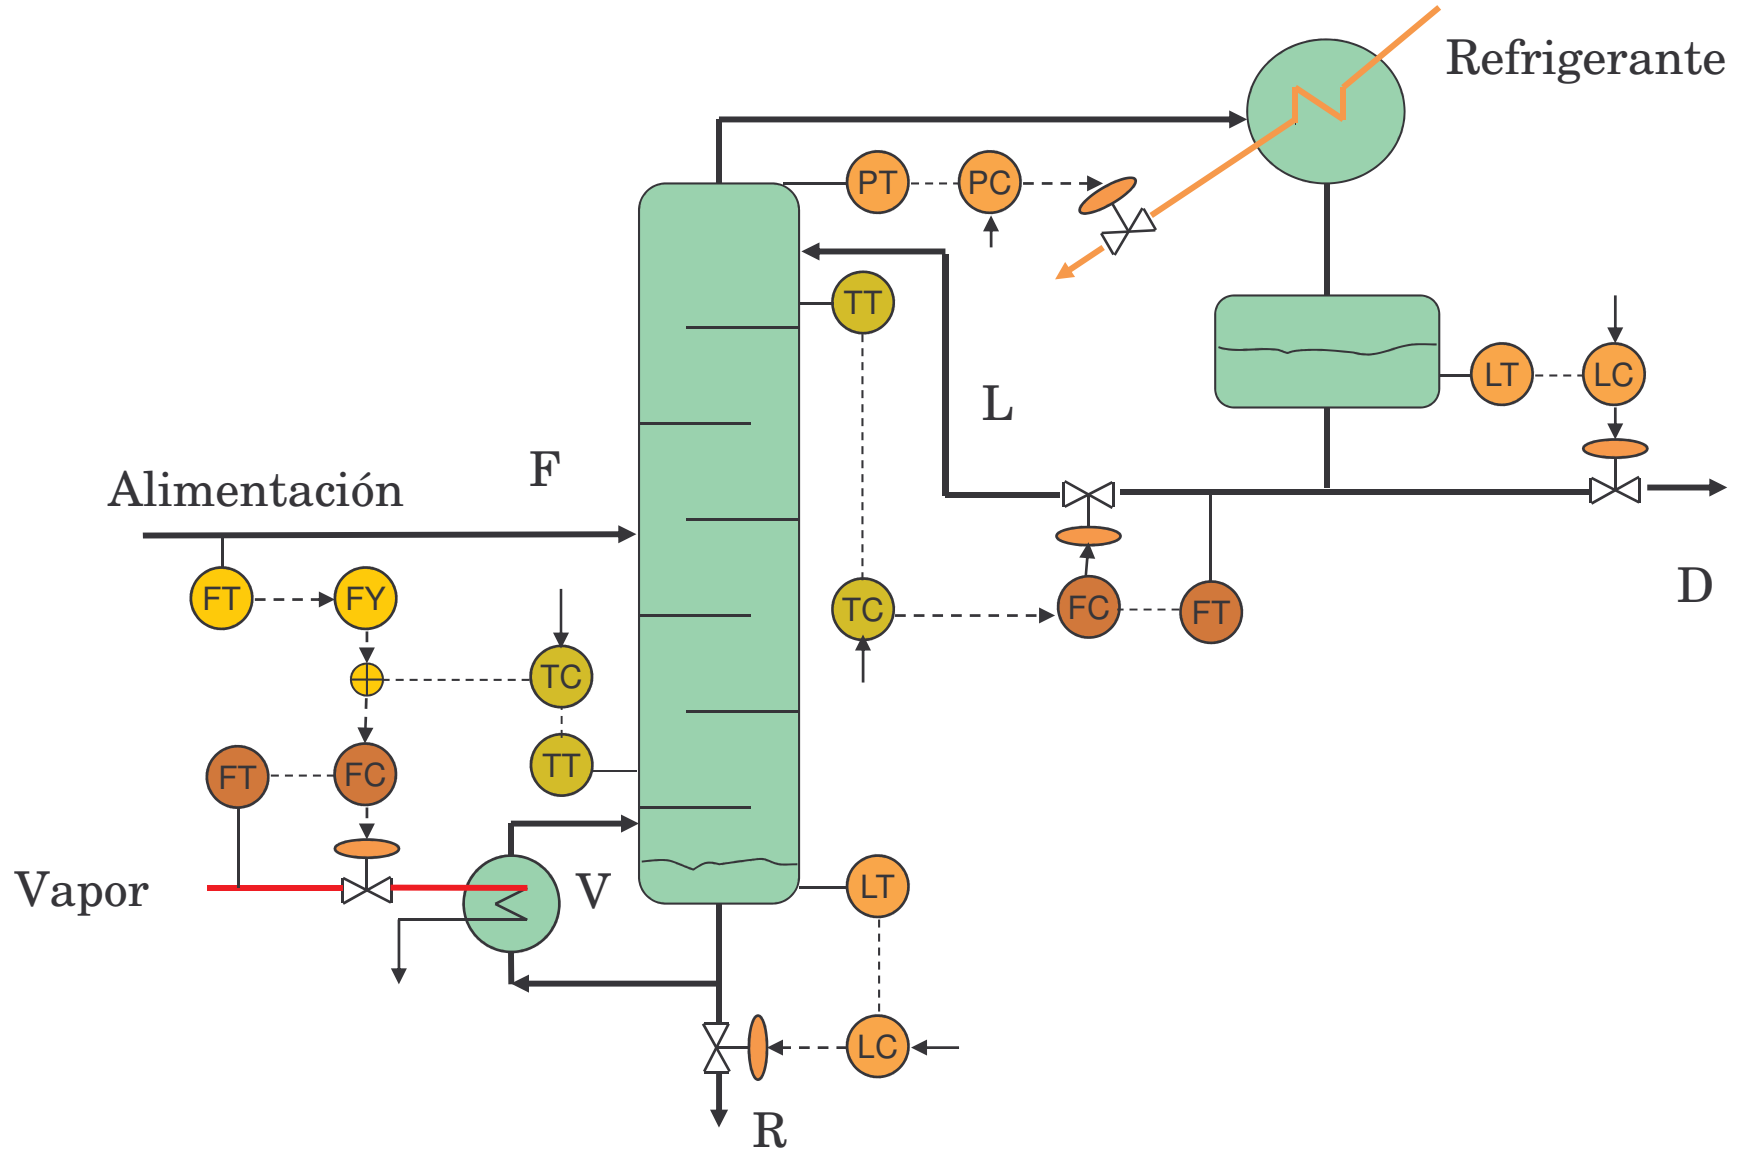 Refrigerante
PT
PC
TT
LT
LC
L
F
Alimentación
FT
FY
TC
FC
FT
D
TC
TT
FT
FC
Vapor
V
LT
LC
R